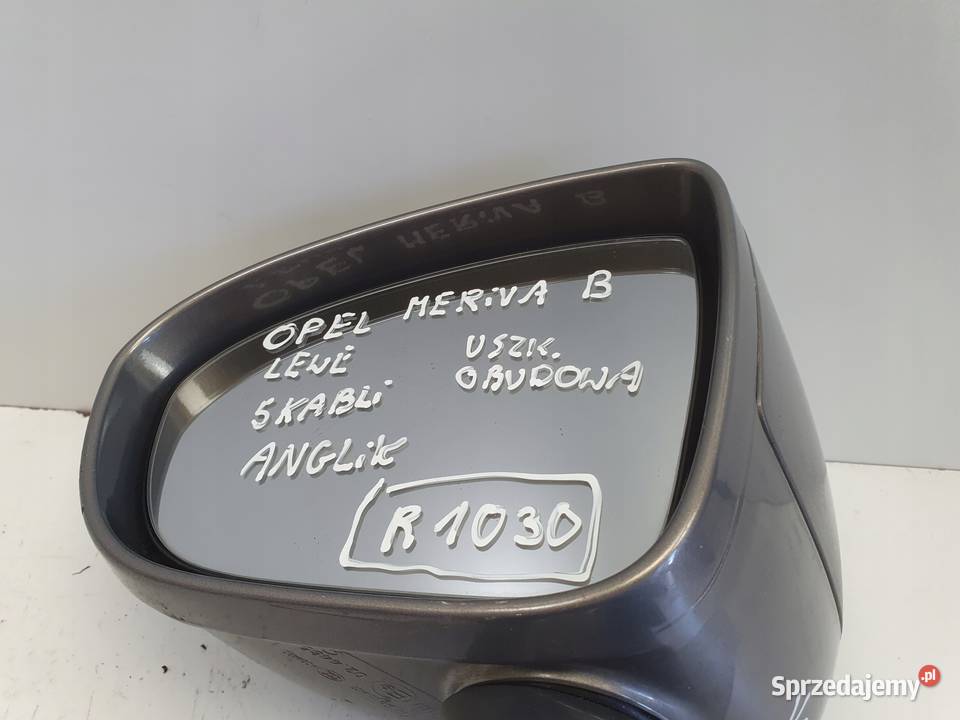 OPEL MERiVA B
LEWE USZK.
5KABLi OBUDOWA
ANGLik
R1030
Sprzedajemy.pl